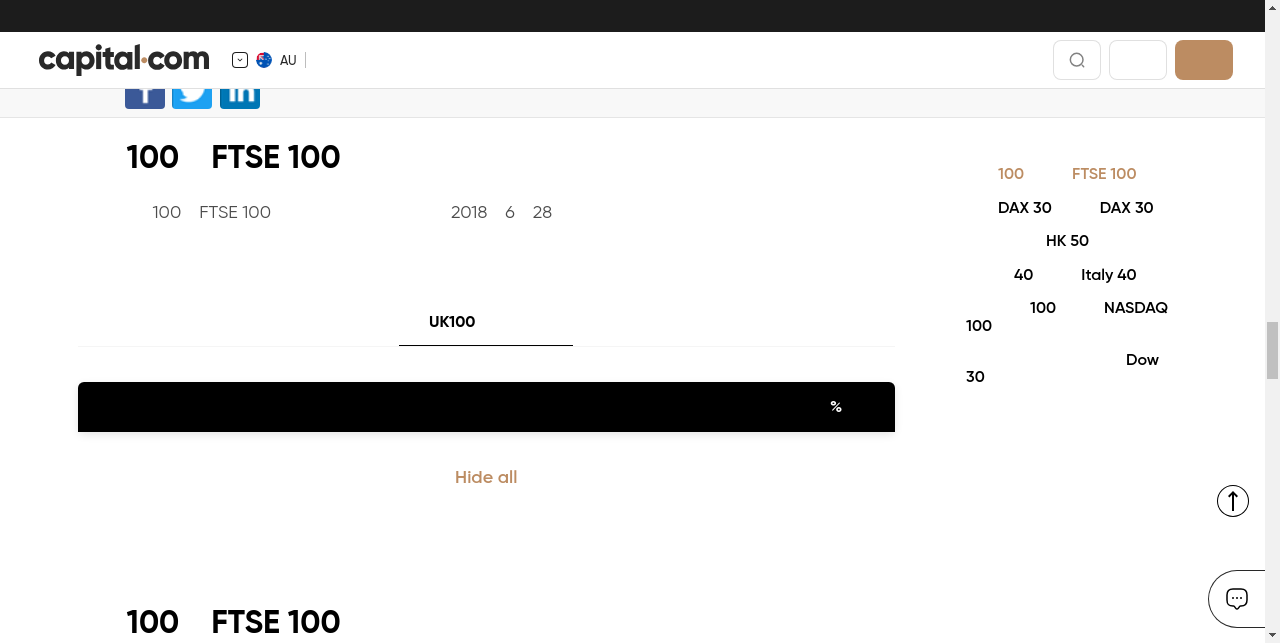 capital.com
AU
100 FTSE 100
100 FTSE 100 2018 6 28
UK100
%
Hide all
100 FTSE 100
100 FTSE 100
DAX 30 DAX 30
HK 50
40 Italy 40
100 NASDAQ
100
Dow
30